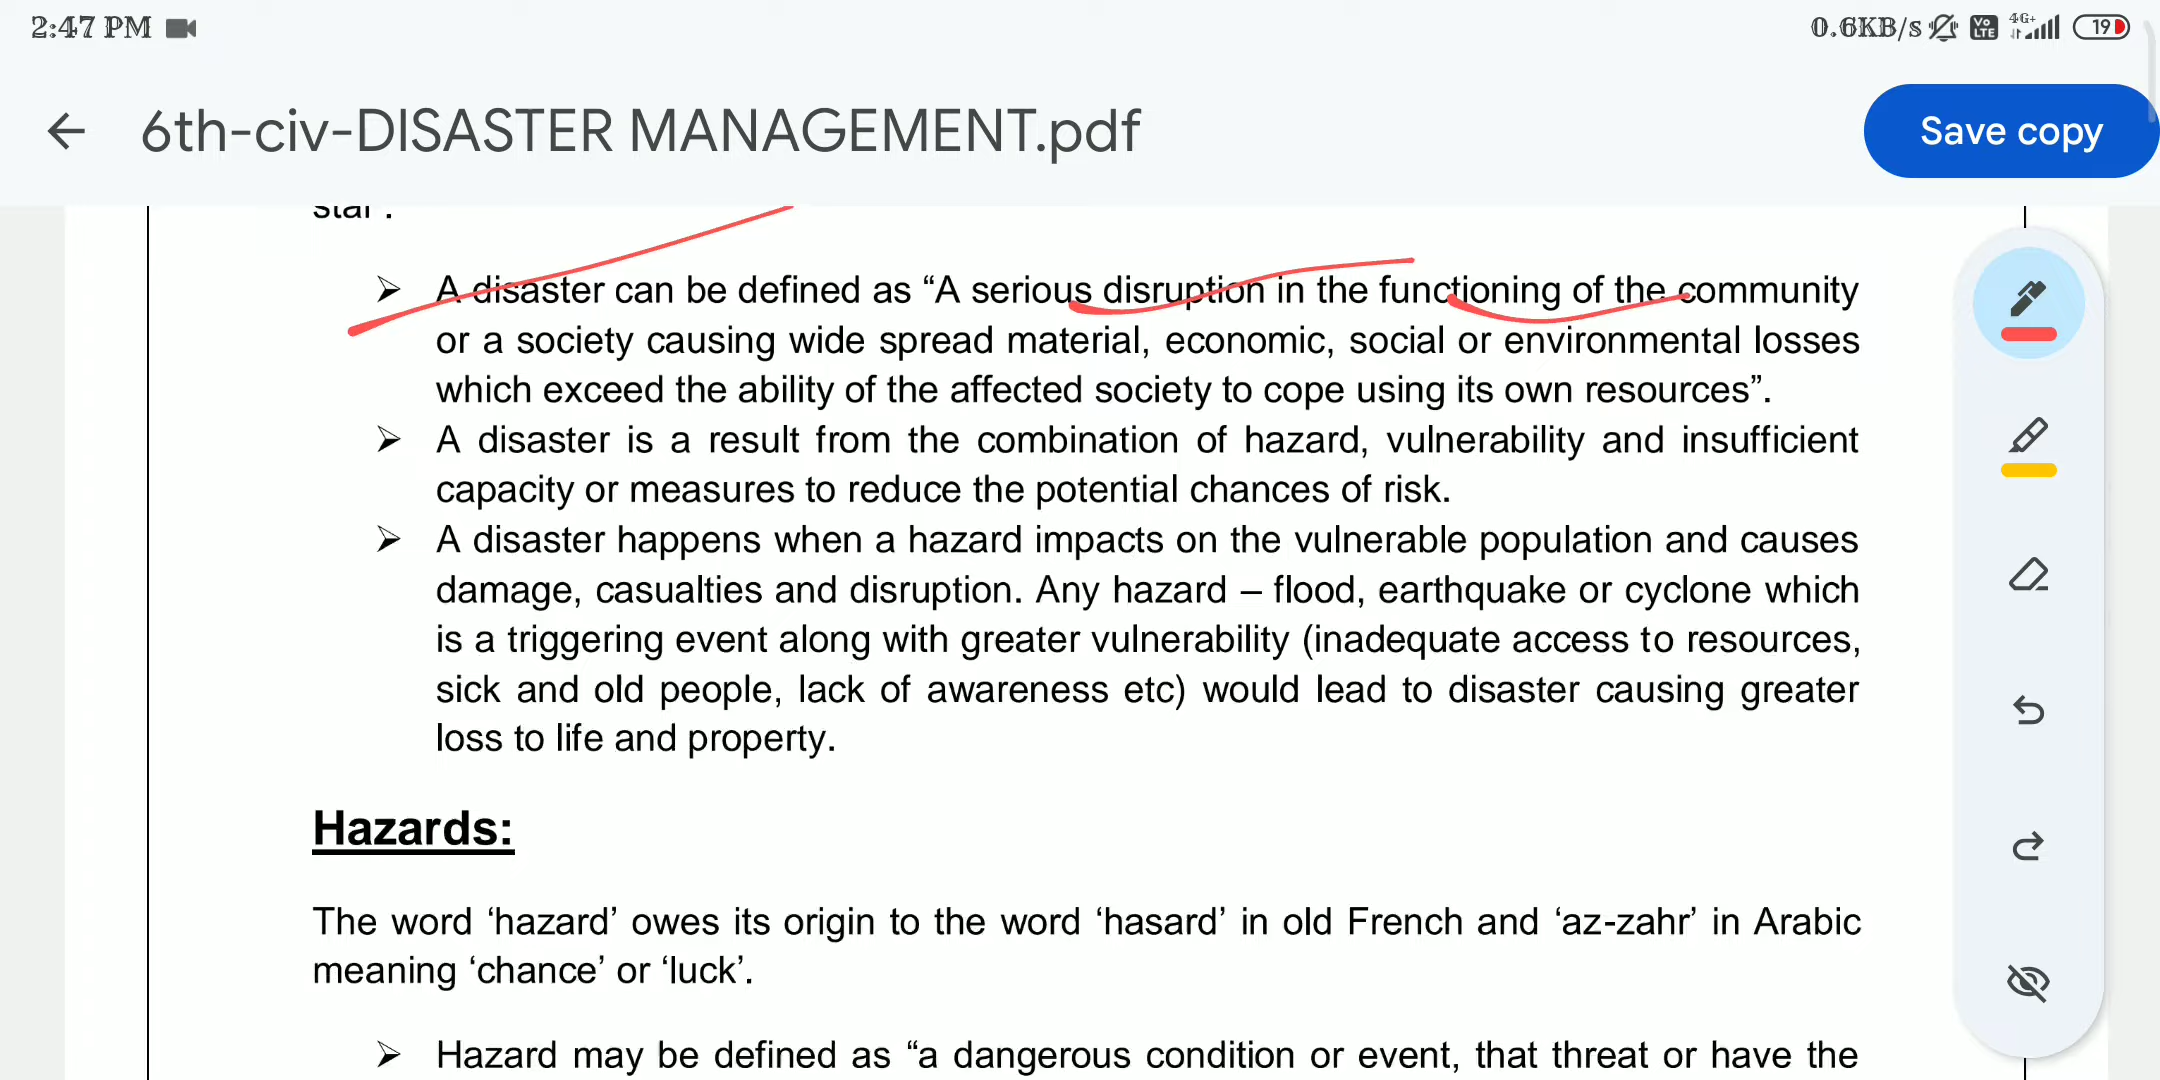 2:47 PM 0.6KB/s Vo LTE 4G+ 19
6th-civ-DISASTER MANAGEMENT.pdf Save copy
➢ A disaster can be defined as “A serious disruption in the functioning of the community
or a society causing wide spread material, economic, social or environmental losses
which exceed the ability of the affected society to cope using its own resources”.
➢ A disaster is a result from the combination of hazard, vulnerability and insufficient
capacity or measures to reduce the potential chances of risk.
➢ A disaster happens when a hazard impacts on the vulnerable population and causes
damage, casualties and disruption. Any hazard – flood, earthquake or cyclone which
is a triggering event along with greater vulnerability (inadequate access to resources,
sick and old people, lack of awareness etc) would lead to disaster causing greater
loss to life and property.
Hazards:
The word ‘hazard’ owes its origin to the word ‘hasard’ in old French and ‘az-zahr’ in Arabic
meaning ‘chance’ or ‘luck’.
➢ Hazard may be defined as “a dangerous condition or event, that threat or have the